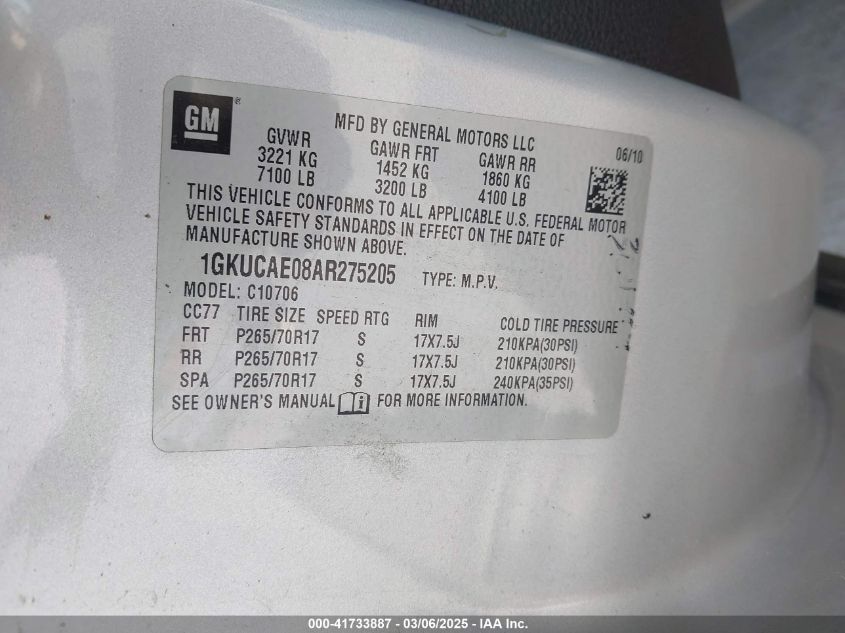 GM ®
MFD BY GENERAL MOTORS LLC
06/10
GVWR GAWR FRT GAWR RR
3221 KG 1452 KG 1860 KG
7100 LB 3200 LB 4100 LB
THIS VEHICLE CONFORMS TO ALL APPLICABLE U.S. FEDERAL MOTOR
VEHICLE SAFETY STANDARDS IN EFFECT ON THE DATE OF
MANUFACTURE SHOWN ABOVE.
1GKUCAE08AR275205 TYPE: M.P.V.
MODEL: C10706
CC77 TIRE SIZE SPEED RTG RIM COLD TIRE PRESSURE
FRT P265/70R17 S 17X7.5J 210KPA(30PSI)
RR P265/70R17 S 17X7.5J 210KPA(30PSI)
SPA P265/70R17 S 17X7.5J 240KPA(35PSI)
SEE OWNER'S MANUAL i FOR MORE INFORMATION.
000-41733887 - 03/06/2025 - IAA Inc.